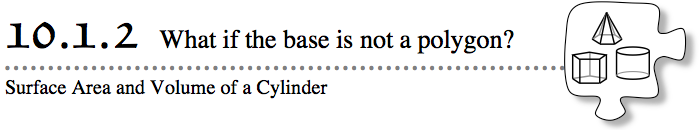 10.1.2 What if the base is not a polygon?
Surface Area and Volume of a Cylinder